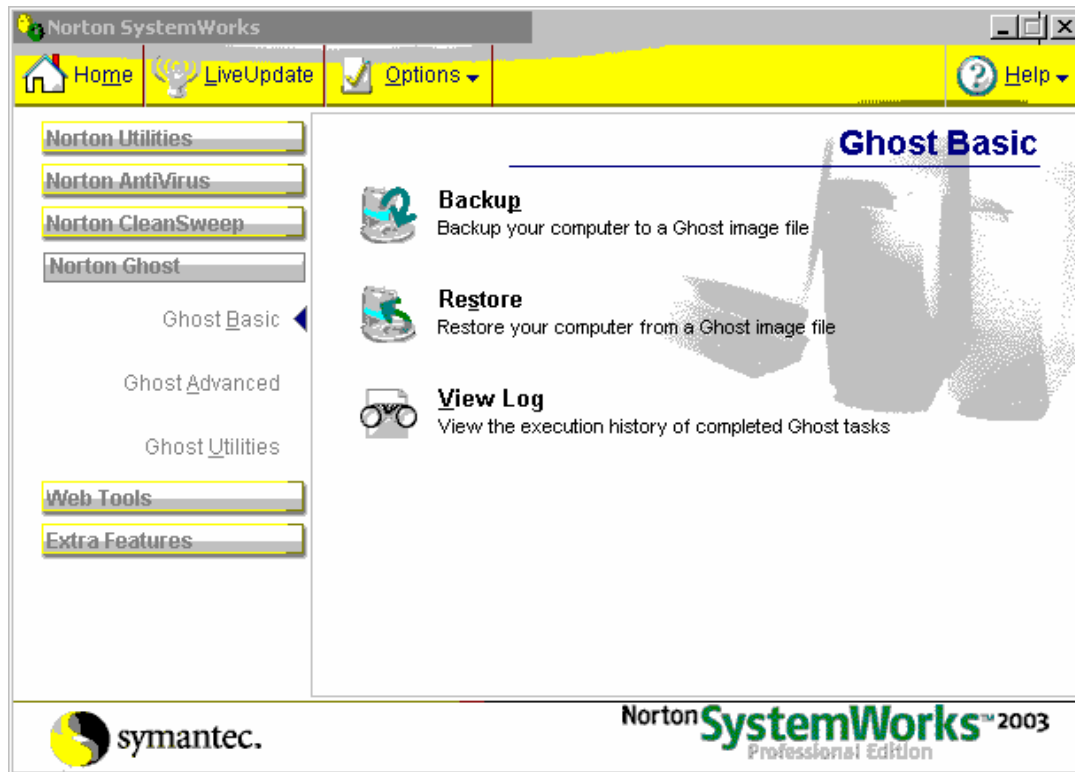 Norton SystemWorks
Home LiveUpdate Options Help
Norton Utilities
Norton AntiVirus
Norton CleanSweep
Norton Ghost
Ghost Basic
Ghost Advanced
Ghost Utilities
Web Tools
Extra Features
Ghost Basic
Backup
Backup your computer to a Ghost image file
Restore
Restore your computer from a Ghost image file
View Log
View the execution history of completed Ghost tasks
symantec.
Norton SystemWorks™ 2003
Professional Edition